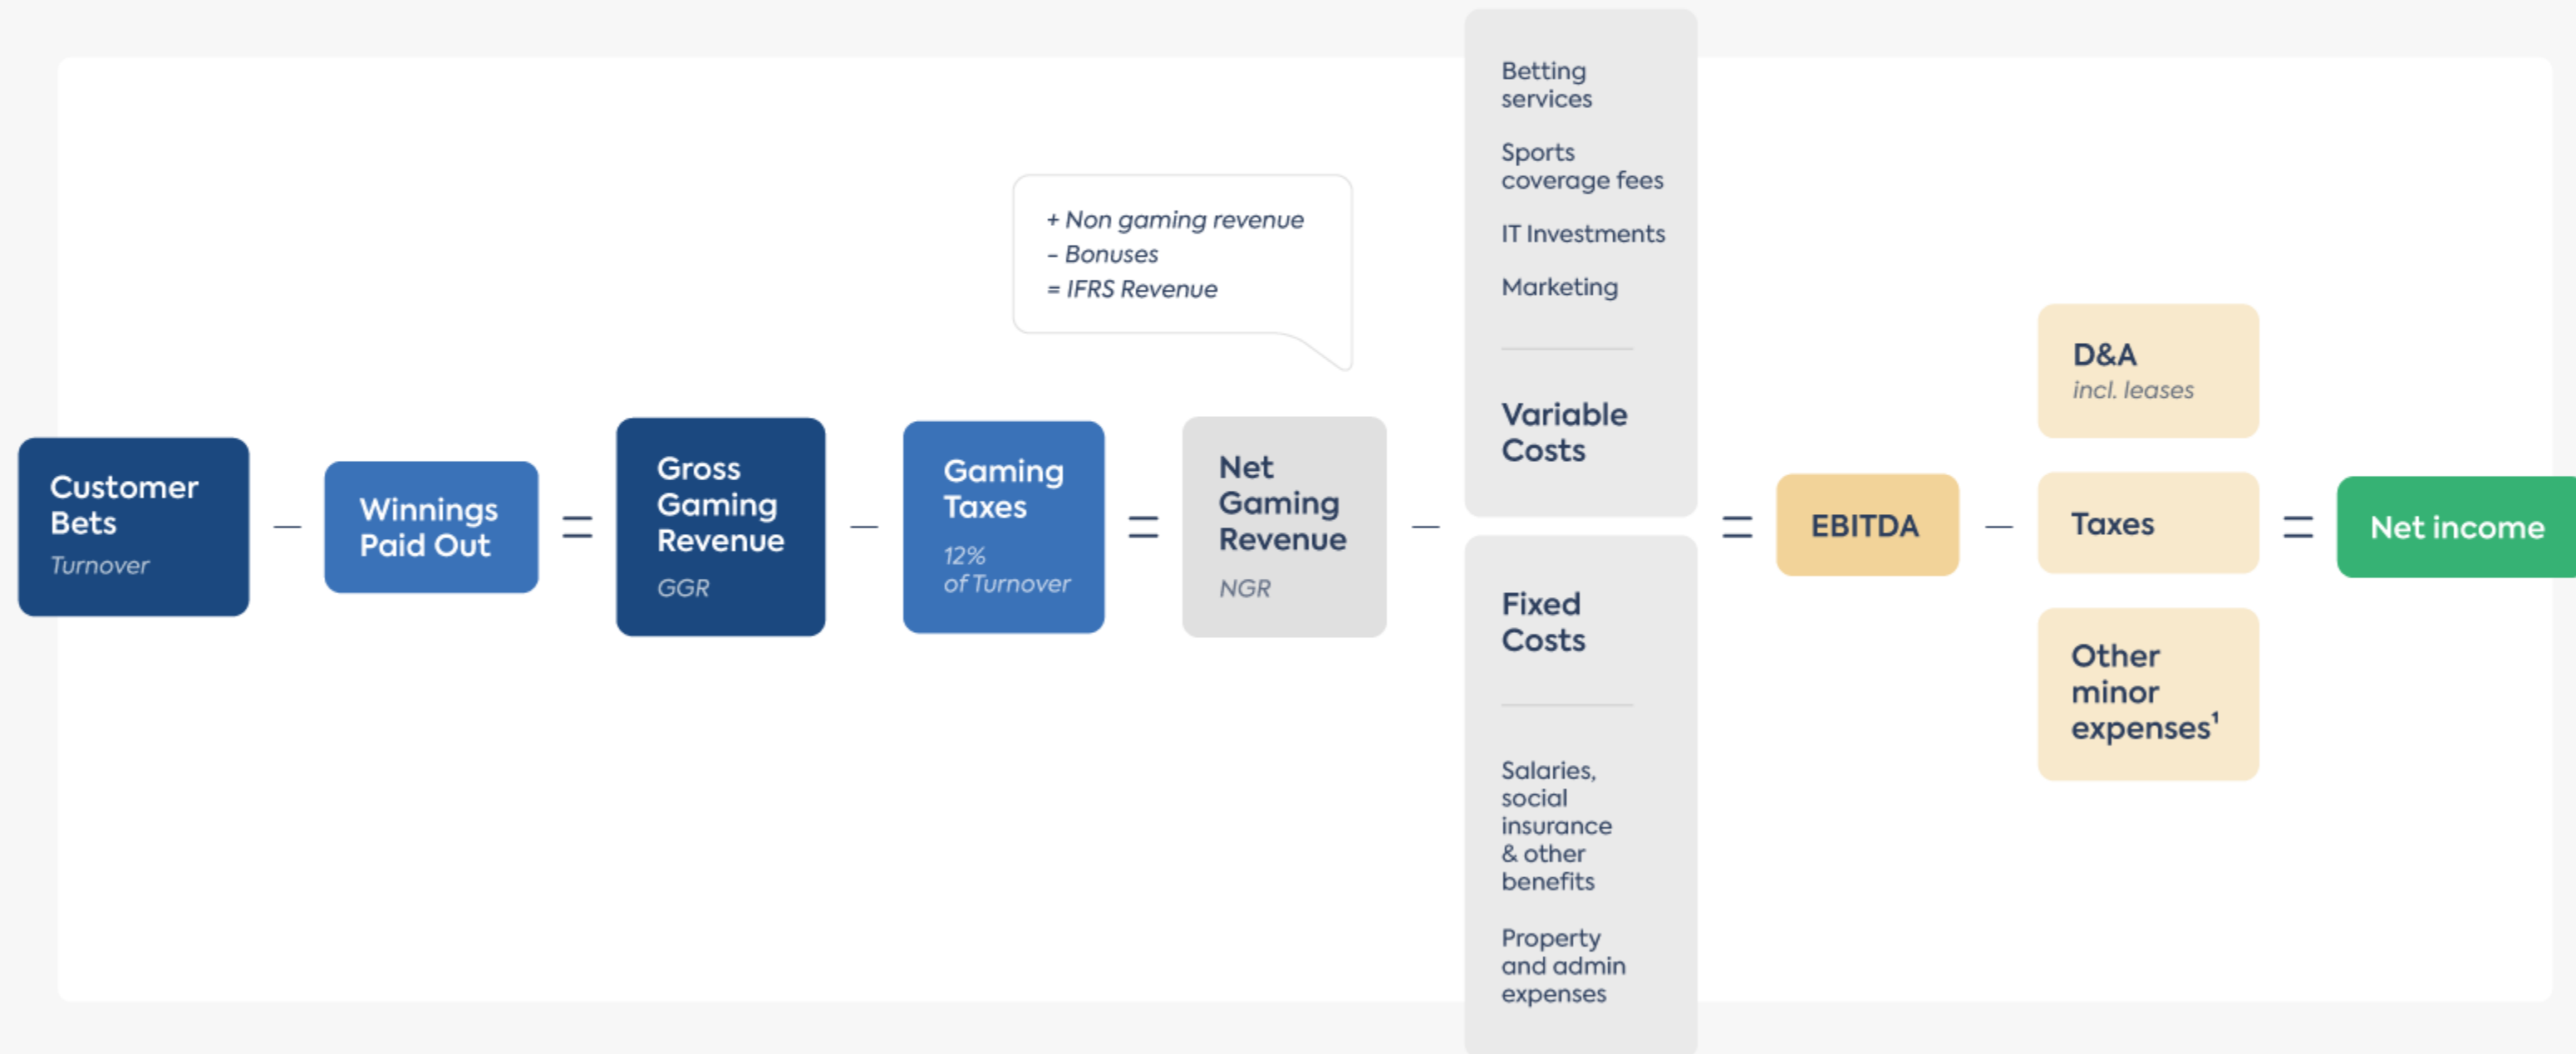 Customer
Bets
Turnover
—
Winnings
Paid Out
=
Gross
Gaming
Revenue
GGR
—
Gaming
Taxes
12%
of Turnover
=
+ Non gaming revenue
- Bonuses
= IFRS Revenue
Net
Gaming
Revenue
NGR
—
Betting
services
Sports
coverage fees
IT Investments
Marketing
Variable
Costs
Fixed
Costs
Salaries,
social
insurance
& other
benefits
Property
and admin
expenses
=
EBITDA
—
D&A
incl. leases
Taxes
Other
minor
expenses¹
=
Net income